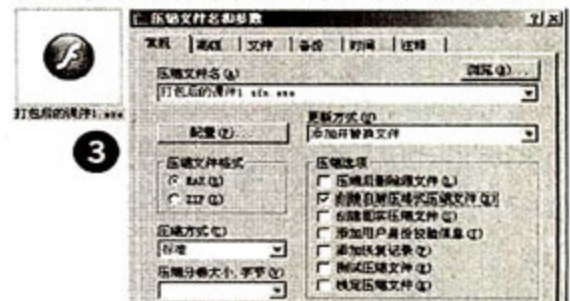 压缩文件名和参数
常规 高级 文件 备份 时间 注释
压缩文件名(A)
浏览(B)...
打包后的课件1.sfx.exe
打包后的课件1.exe
3
更新方式(U)
配置(F)...
添加并替换文件
压缩文件格式
RAR(R)
ZIP(Z)
压缩选项
压缩后删除源文件(L)
创建自解压格式压缩文件(X)
创建固实压缩文件(S)
添加用户身份校验信息(I)
添加恢复记录(E)
测试压缩文件(T)
锁定压缩文件(K)
压缩方式(C)
标准
压缩分卷大小,字节(V)